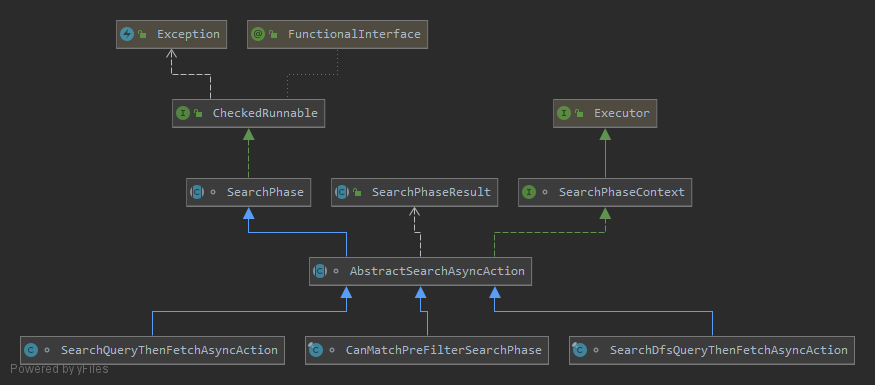 Exception
FunctionalInterface
CheckedRunnable
Executor
SearchPhase
SearchPhaseResult
SearchPhaseContext
AbstractSearchAsyncAction
SearchQueryThenFetchAsyncAction
CanMatchPreFilterSearchPhase
SearchDfsQueryThenFetchAsyncAction
Powered by yFiles